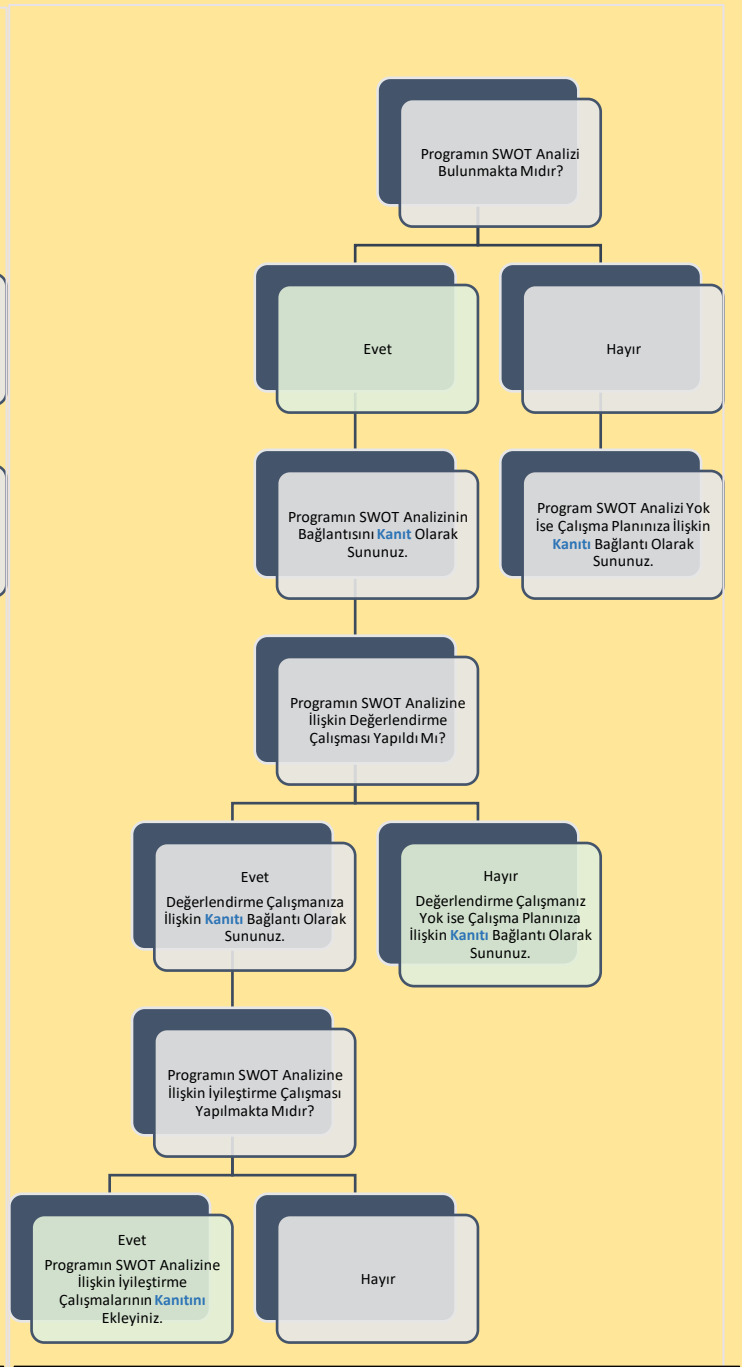 Programın SWOT Analizi
Bulunmakta Mıdır?
Evet
Hayır
Programın SWOT Analizinin
Bağlantısını Kanıt Olarak
Sununuz.
Program SWOT Analizi Yok
İse Çalışma Planınıza İlişkin
Kanıtı Bağlantı Olarak
Sununuz.
Programın SWOT Analizine
İlişkin Değerlendirme
Çalışması Yapıldı Mı?
Evet
Değerlendirme Çalışmanıza
İlişkin Kanıtı Bağlantı Olarak
Sununuz.
Hayır
Değerlendirme Çalışmanız
Yok ise Çalışma Planınıza
İlişkin Kanıtı Bağlantı Olarak
Sununuz.
Programın SWOT Analizine
İlişkin İyileştirme Çalışması
Yapılmakta Mıdır?
Evet
Programın SWOT Analizine
İlişkin İyileştirme
Çalışmalarının Kanıtını
Ekleyiniz.
Hayır